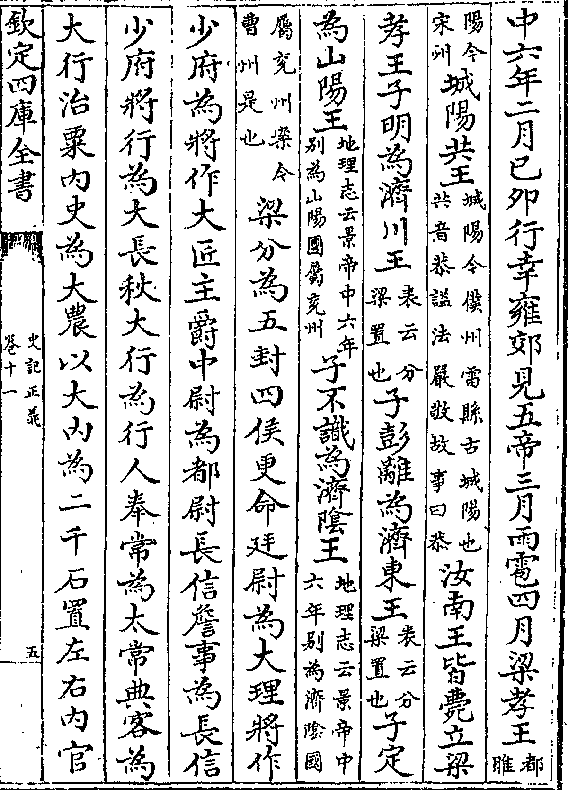 中六年二月己卯行幸雍郊見五帝三月雨雹四月梁孝王都睢
陽今宋州城陽共王城陽今濮州雷縣古城陽也共音恭諡法嚴敬故事曰恭汝南王皆薨立梁
孝王子明為濟川王表云分梁置也子彭離為濟東王表云分梁置也子定
為山陽王地理志云景帝中六年别為山陽國屬兖州子不識為濟隂王地理志云景帝中六年别為濟隂國
屬兖州梁今曹州是也梁分為五封四侯更命廷尉為大理將作
少府為將作大匠主爵中尉為都尉長信詹事為長信
少府將行為大長秋大行為行人奉常為太常典客為
大行治粟内史為大農以大内為二千石置左右内官
欽定四庫全書
史記正義
卷十一
五